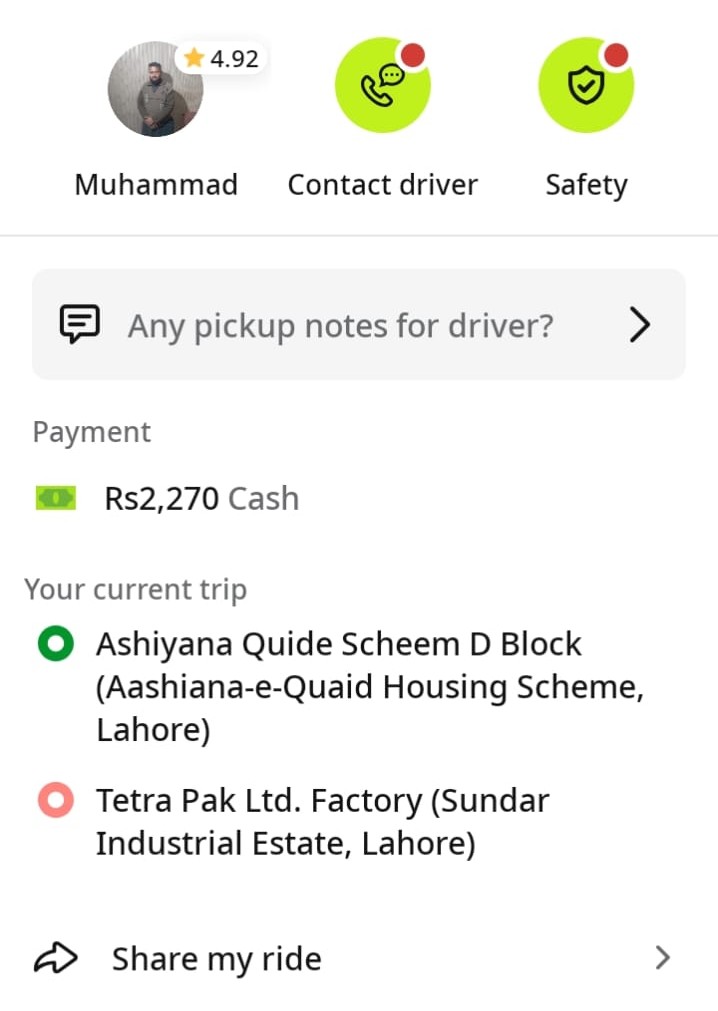 4.92
Muhammad
Contact driver
Safety
Any pickup notes for driver?
Payment
Rs2,270 Cash
Your current trip
Ashiyana Quide Scheem D Block
(Aashiana-e-Quaid Housing Scheme,
Lahore)
Tetra Pak Ltd. Factory (Sundar
Industrial Estate, Lahore)
Share my ride